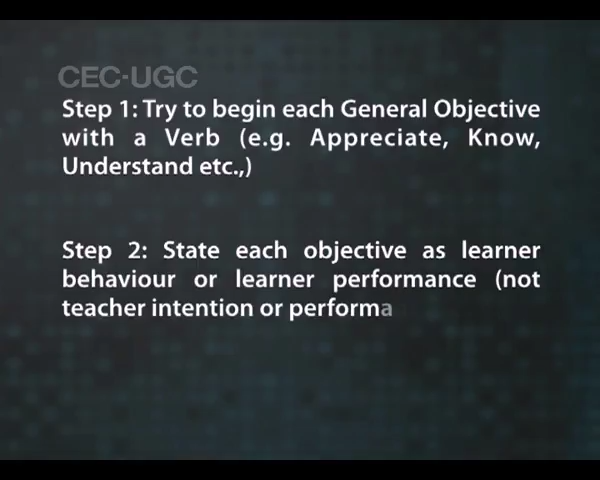 CEC-UGC
Step 1: Try to begin each General Objective
with a Verb (e.g. Appreciate, Know,
Understand etc.,)
Step 2: State each objective as learner
behaviour or learner performance (not
teacher intention or performa